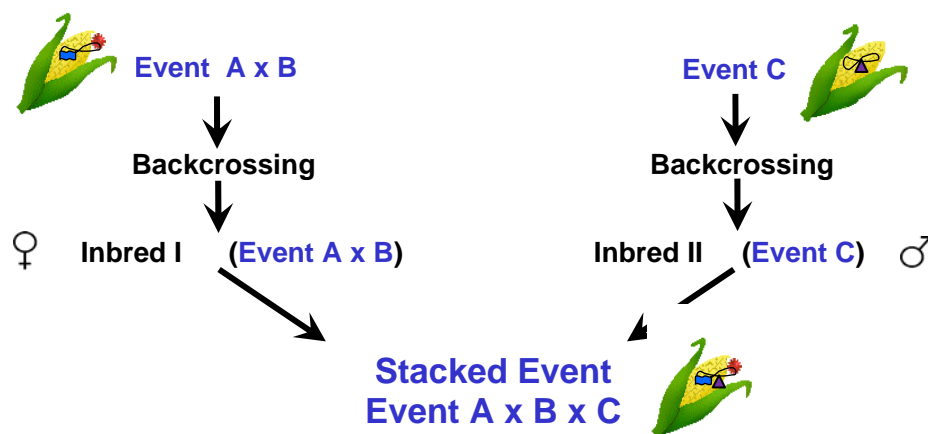 Event A x B
Event C
Backcrossing
Backcrossing
♀ Inbred I (Event A x B)
Inbred II (Event C) ♂
Stacked Event
Event A x B x C